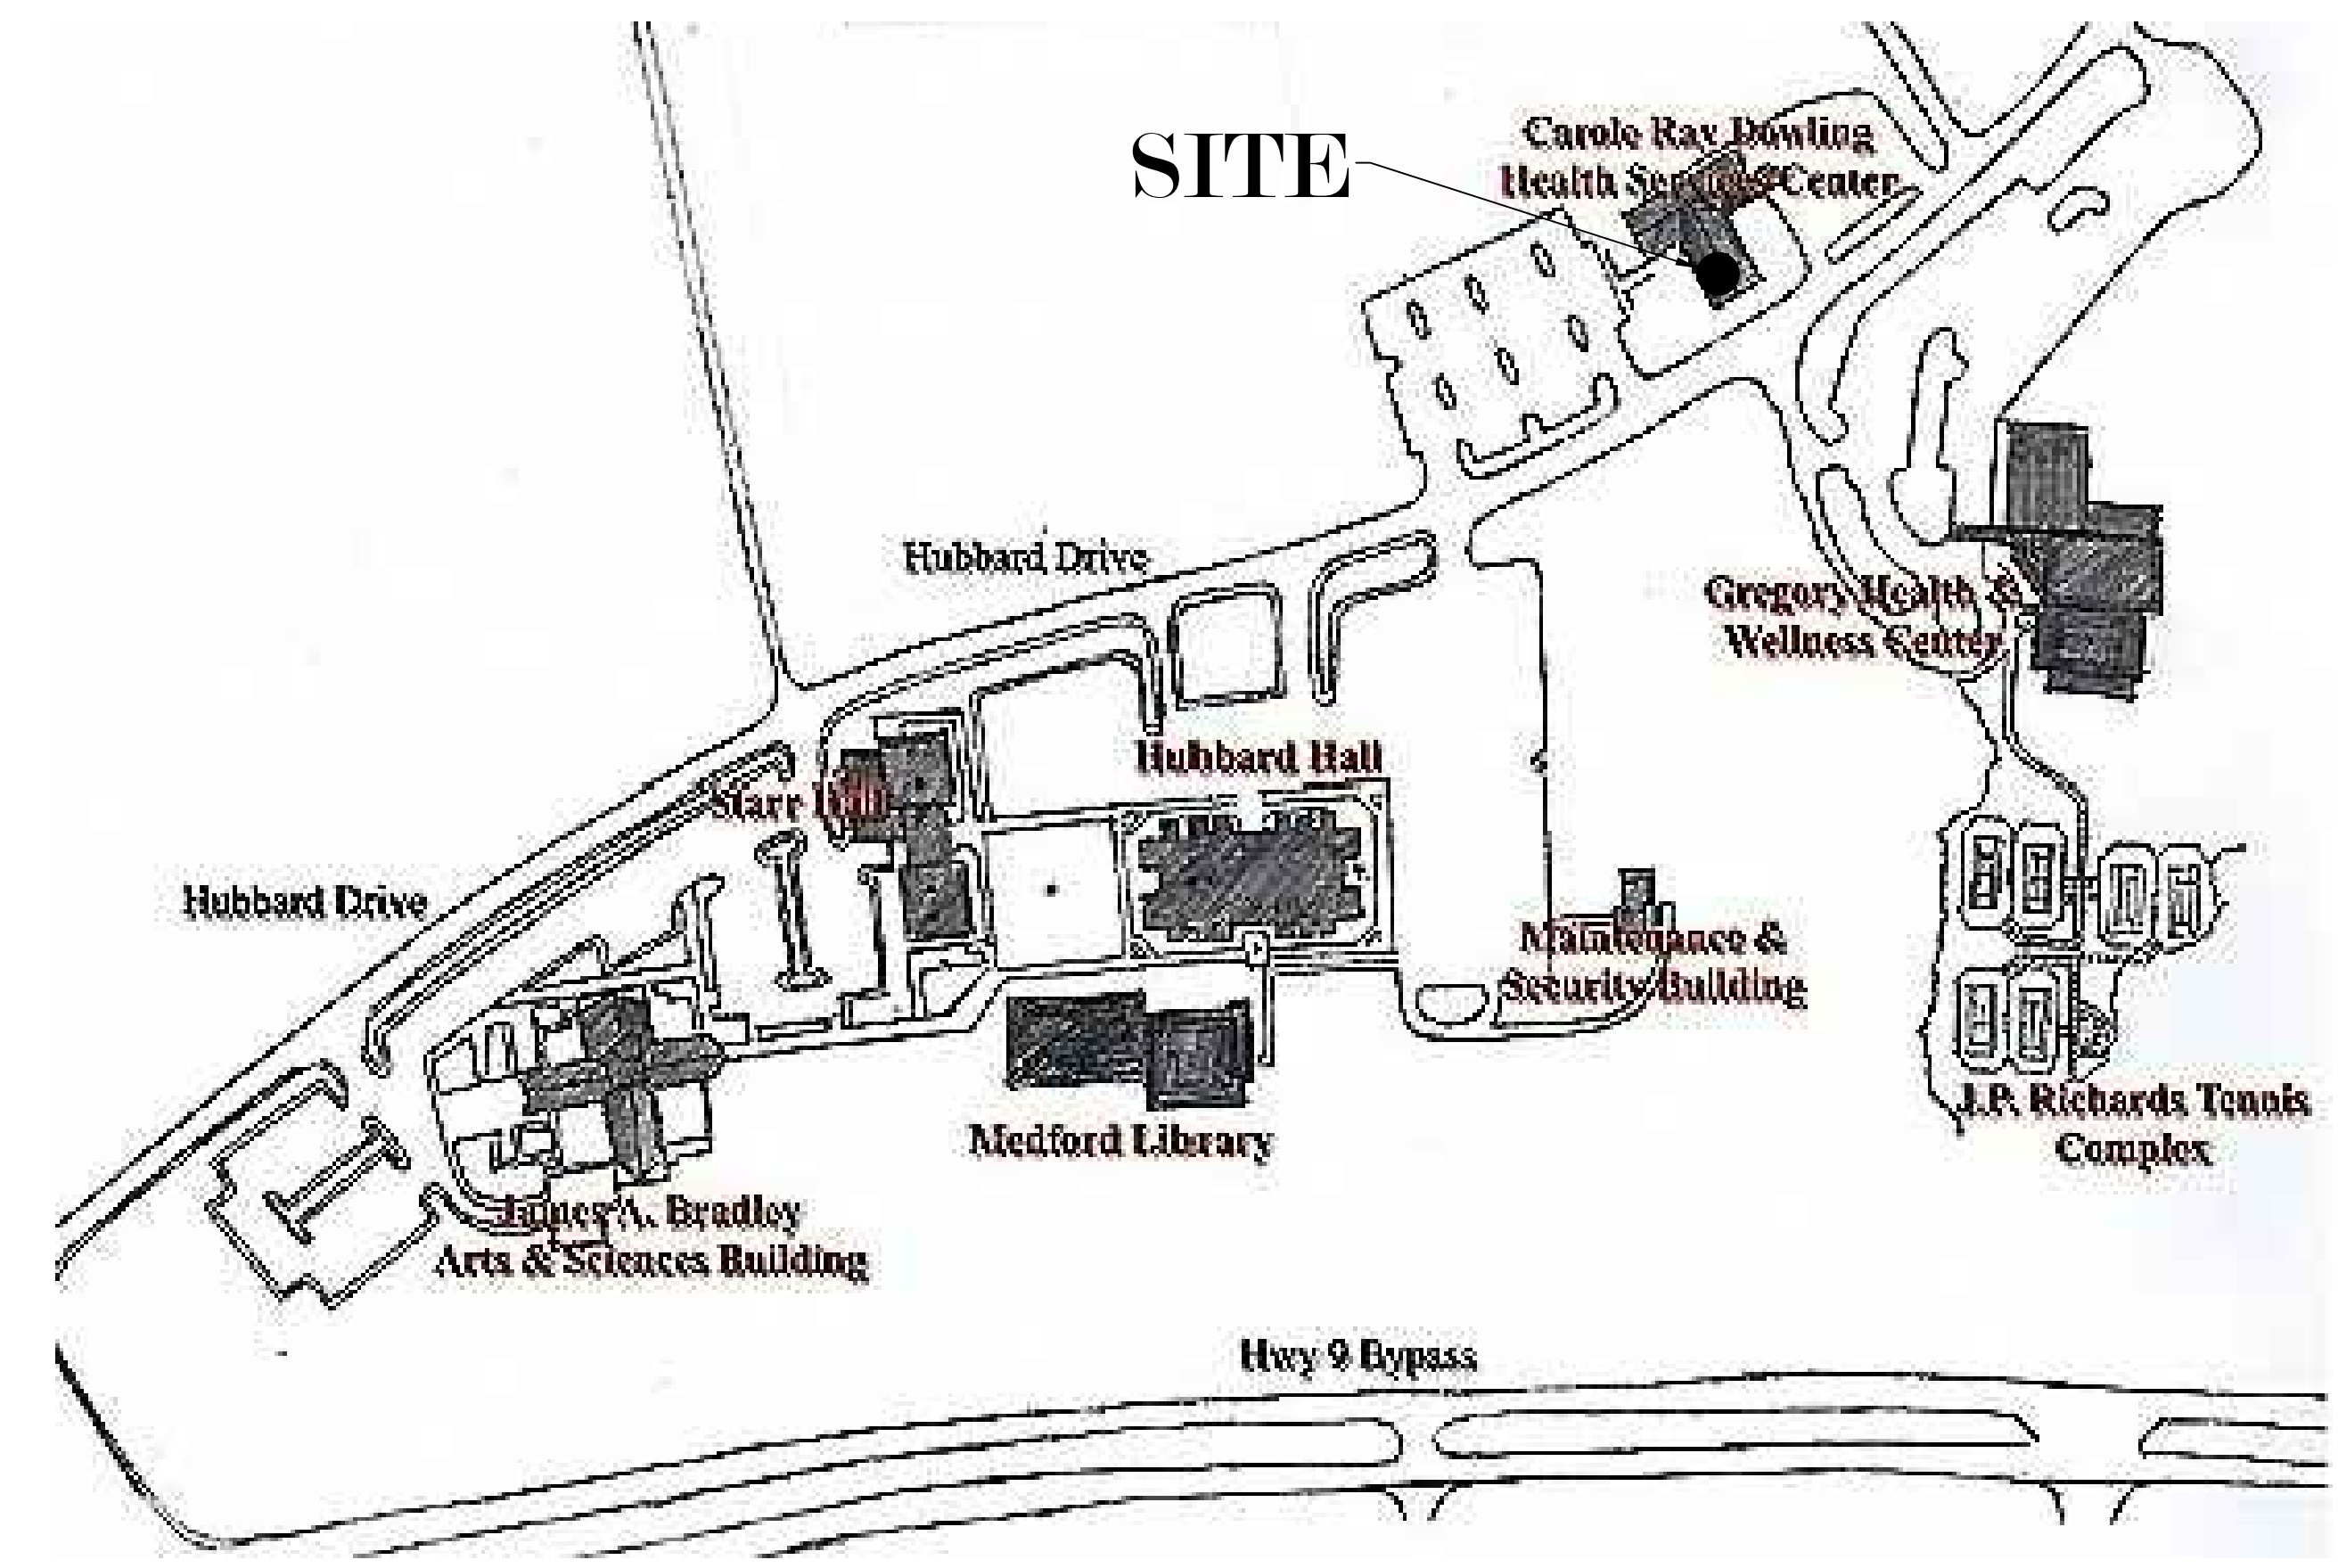 SITE
Carole Ray Dowling
Health Services Center
Hubbard Drive
Gregory Health &
Wellness Center
Hubbard Hall
Starr Hall
Hubbard Drive
Maintenance &
Security Building
J.P. Richards Tennis
Complex
Medford Library
James A. Bradley
Arts & Sciences Building
Hwy 9 Bypass